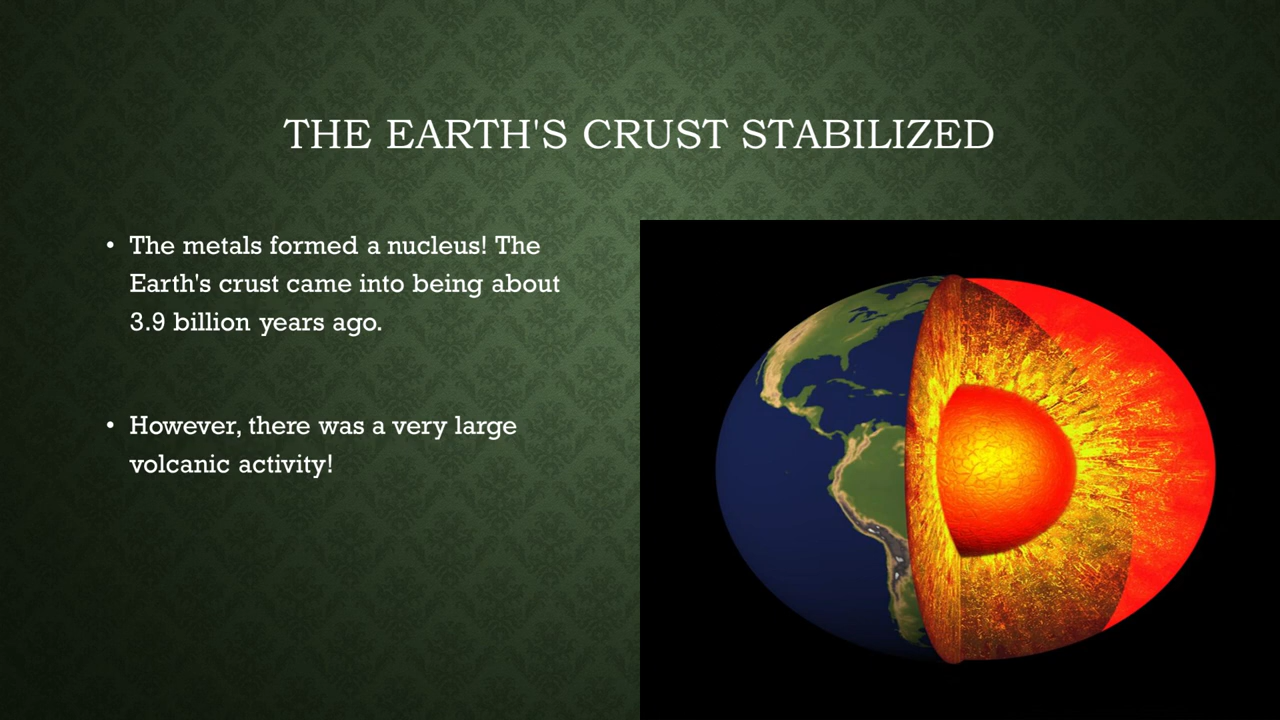 THE EARTH'S CRUST STABILIZED
• The metals formed a nucleus! The
Earth's crust came into being about
3.9 billion years ago.
• However, there was a very large
volcanic activity!